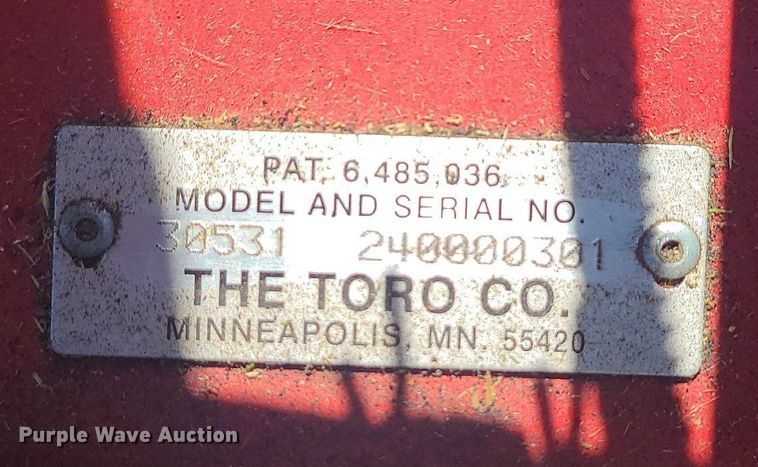 PAT. 6,485,036
MODEL AND SERIAL NO.
30531 240000301
THE TORO CO.
MINNEAPOLIS, MN. 55420
Purple Wave Auction